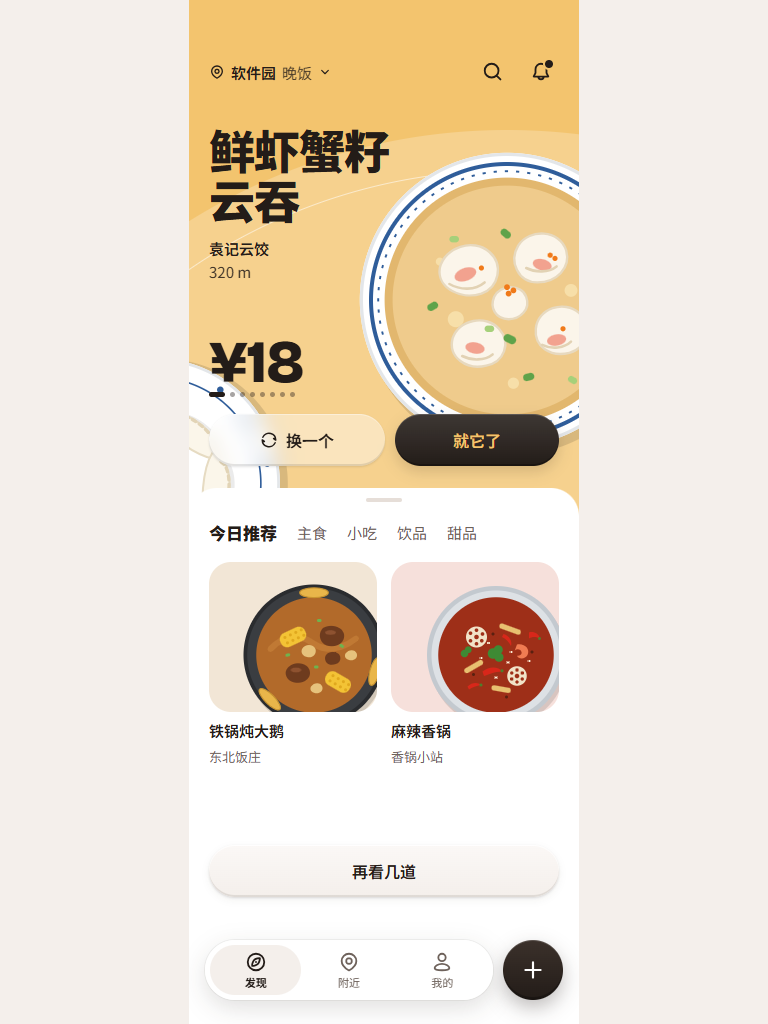 软件园 晚饭
鲜虾蟹籽
云吞
袁记云饺
320 m
¥18
换一个
就它了
今日推荐 主食 小吃 饮品 甜品
铁锅炖大鹅
东北饭庄
麻辣香锅
香锅小站
再看几道
发现 附近 我的